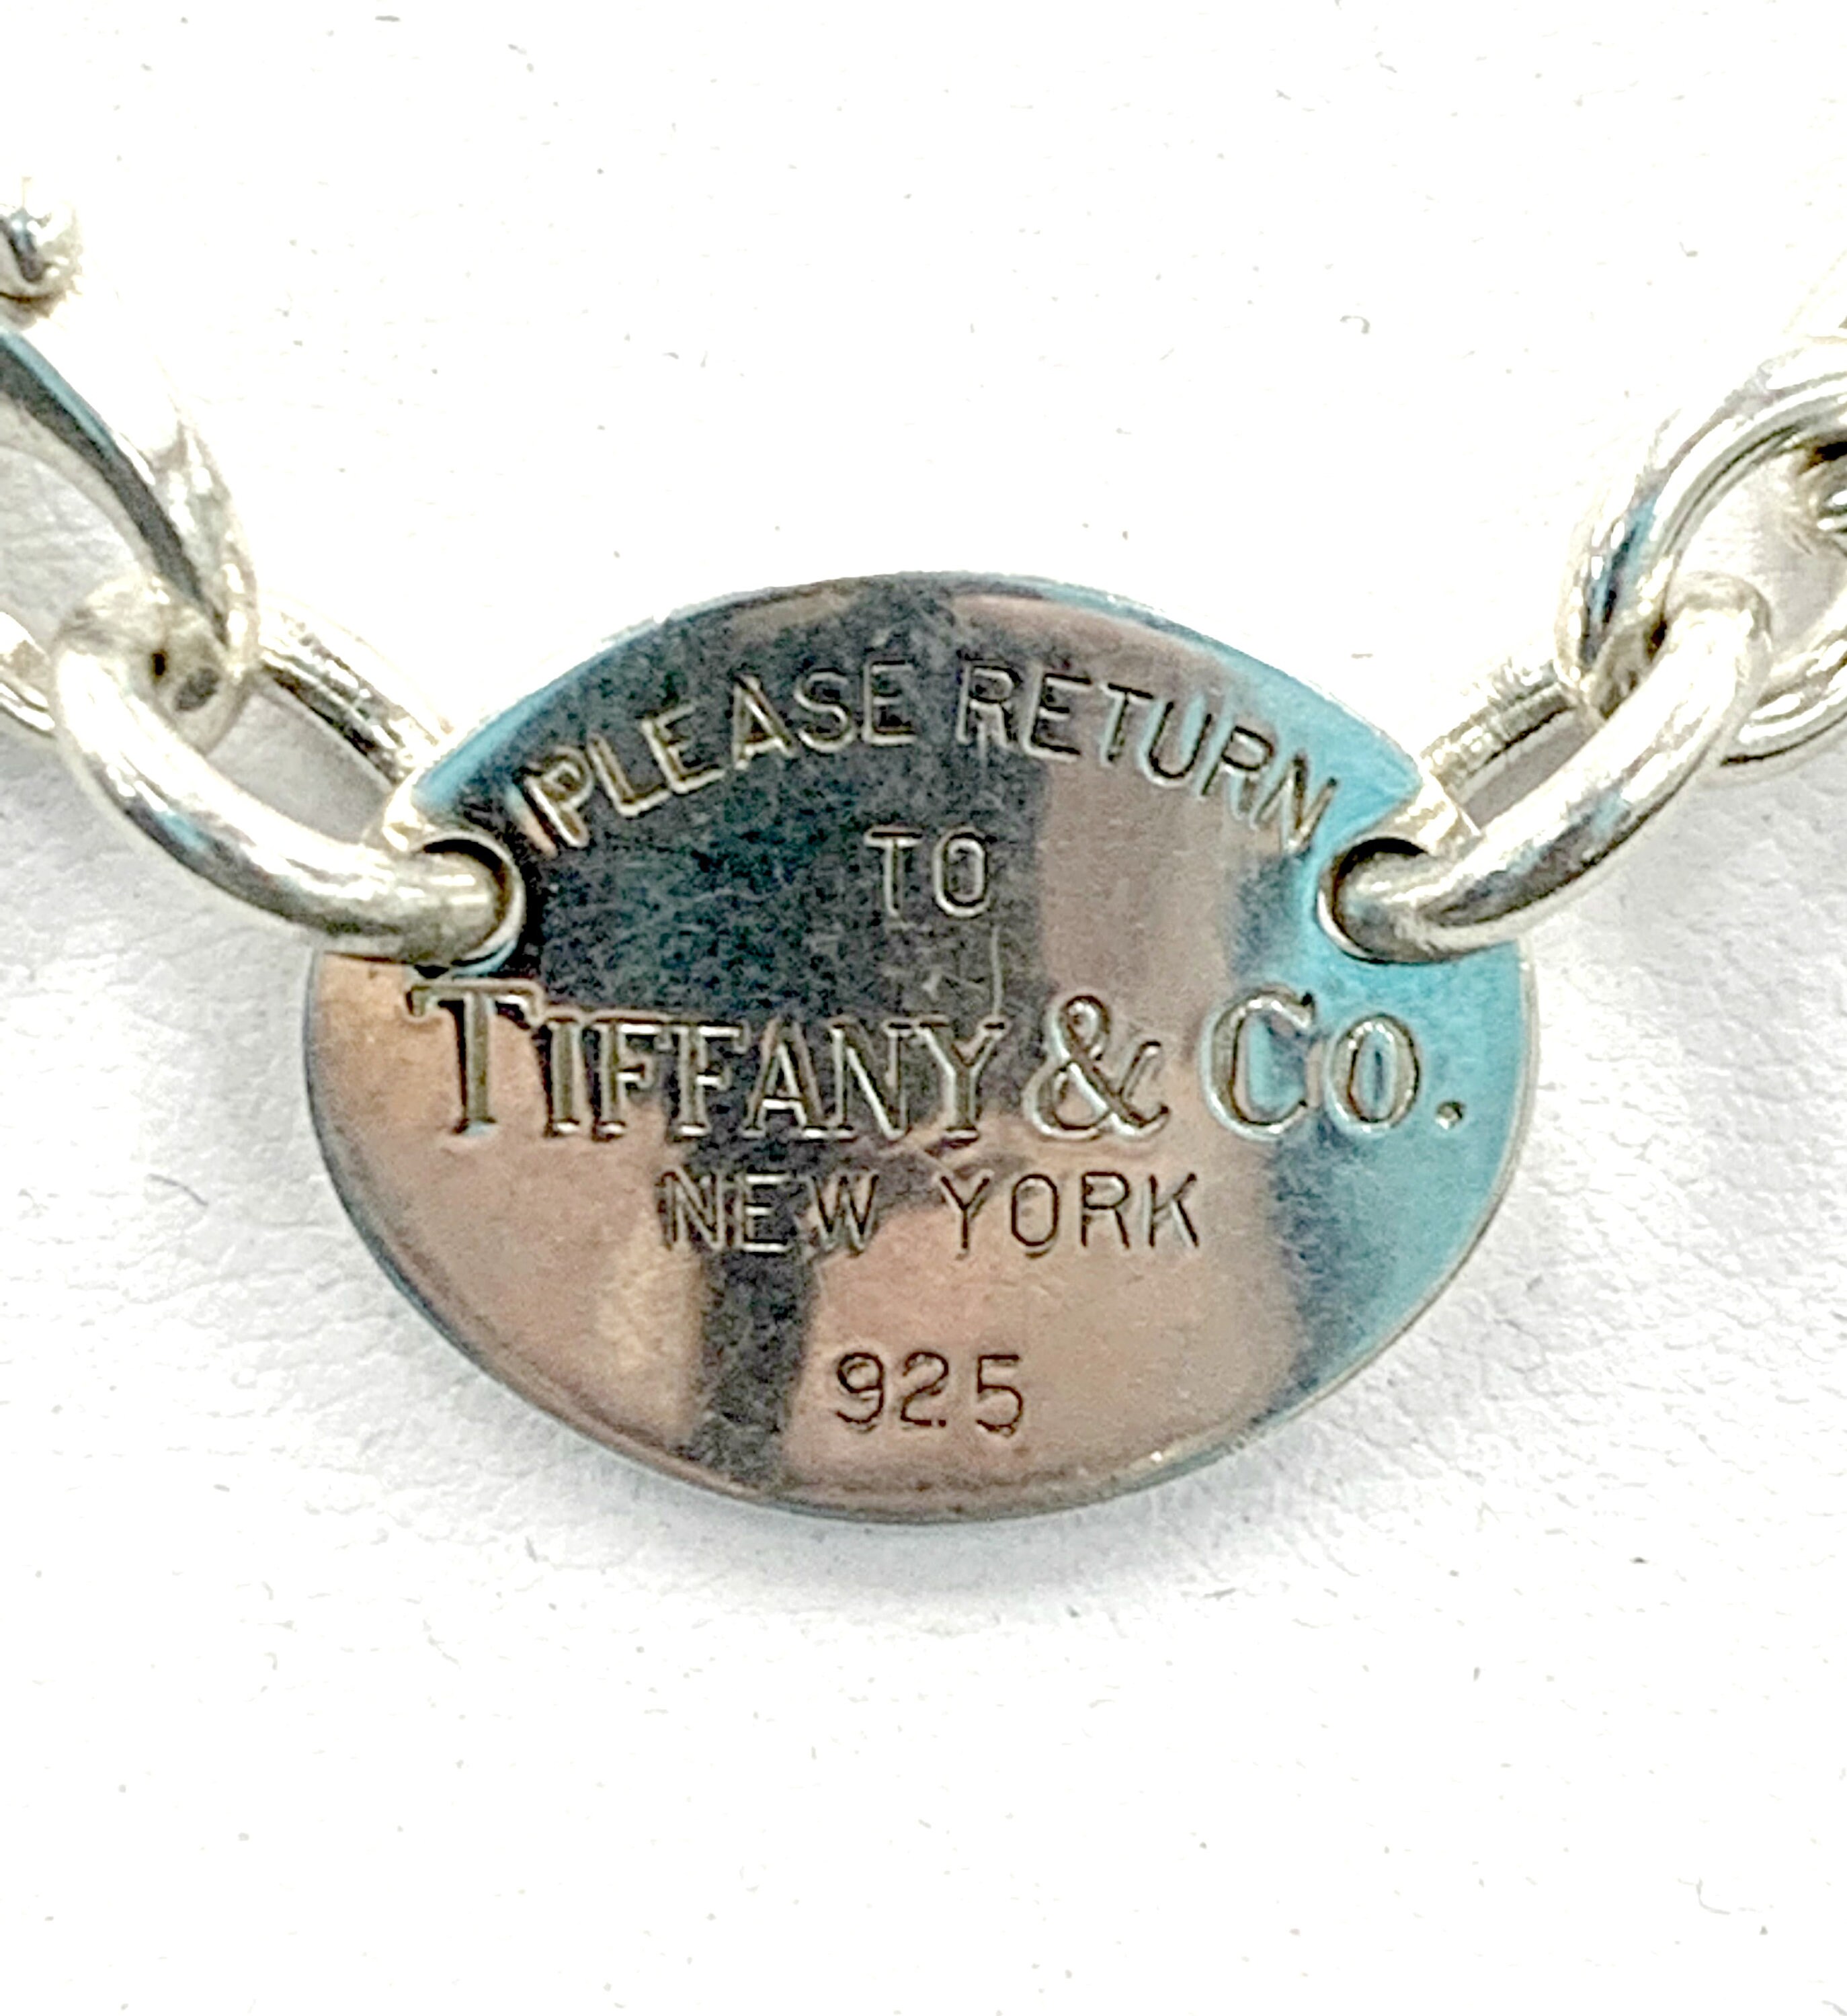 PLEASE RETURN
TO
TIFFANY & CO.
NEW YORK
925